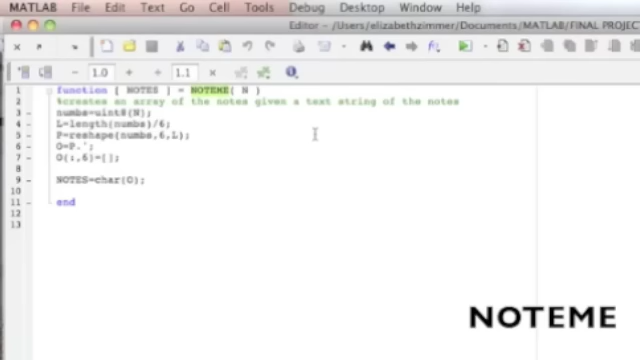 MATLAB File Edit Text Go Cell Tools Debug Desktop Window Help
Editor – /Users/elizabethzimmer/Documents/MATLAB/FINAL PROJECT
1.0 1.1
1 function [ NOTES ] = NOTEME( N )
2 %creates an array of the notes given a text string of the notes
3 numbs=uint8(N);
4 L=length(numbs)/6;
5 P=reshape(numbs,6,L);
6 O=P.';
7 O(:,6)=[];
8
9 NOTES=char(O);
10
11 end
12
13
NOTEME